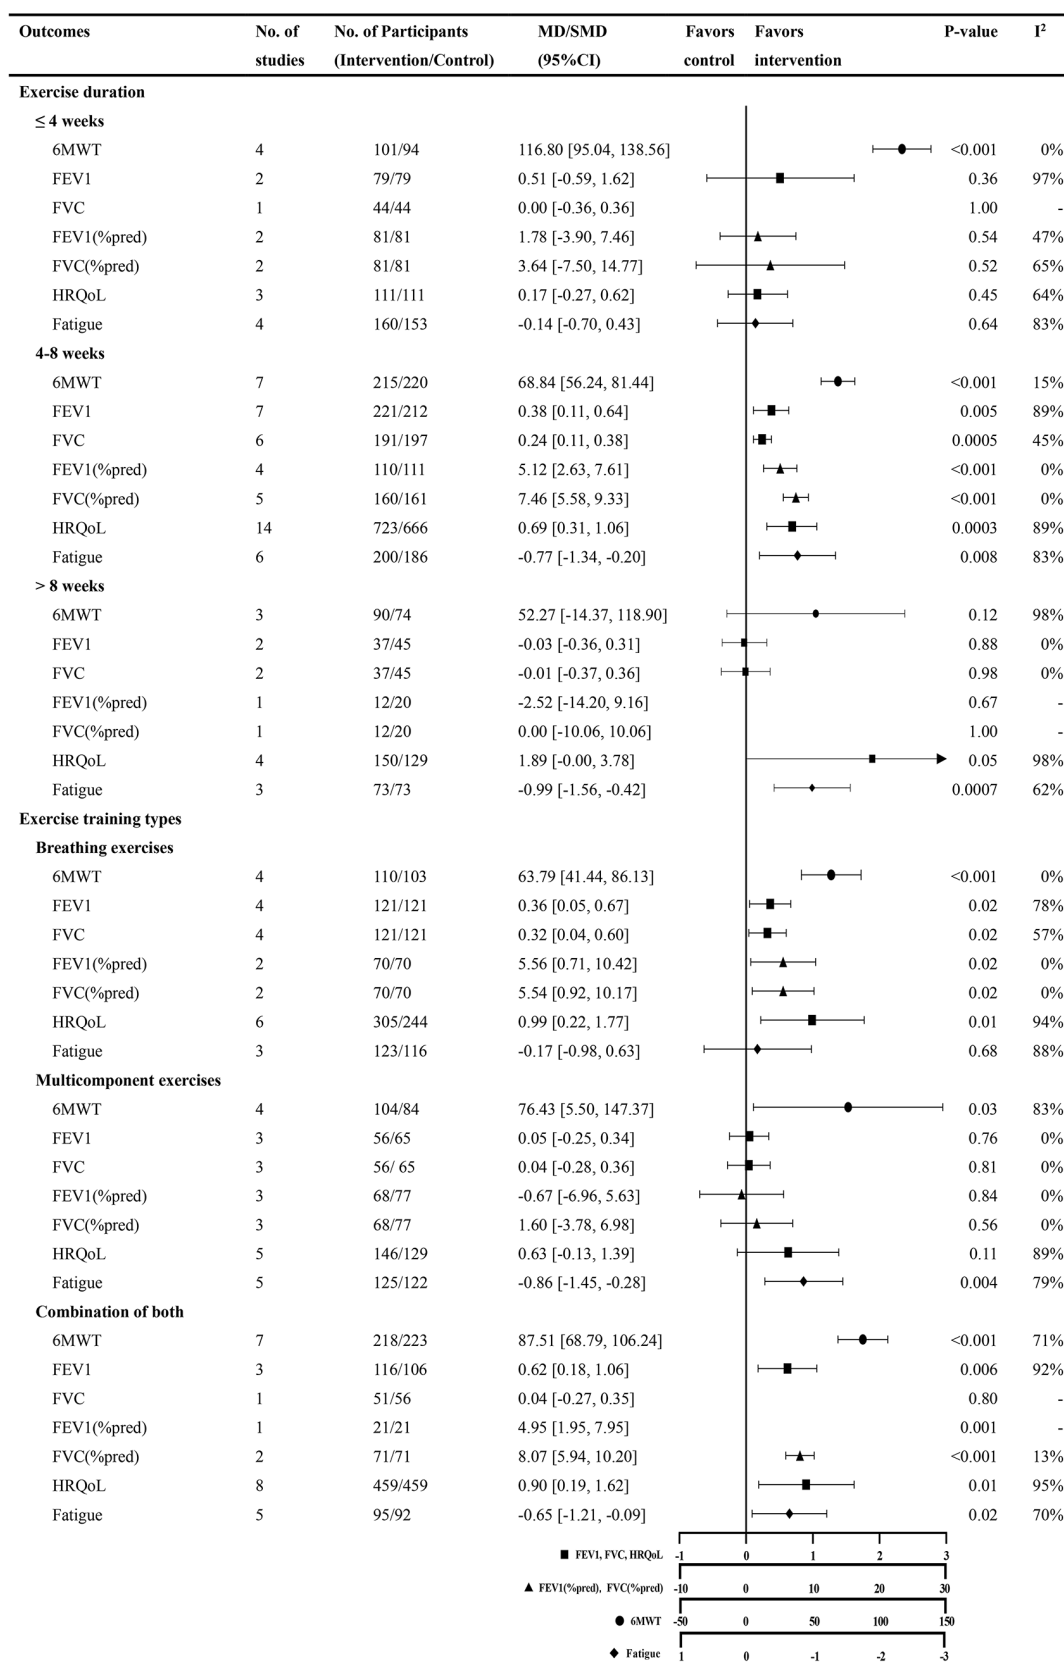 Outcomes No. of studies No. of Participants (Intervention/Control) MD/SMD (95%CI) Favors control Favors intervention P-value I²
Exercise duration
≤ 4 weeks
6MWT 4 101/94 116.80 [95.04, 138.56] <0.001 0%
FEV1 2 79/79 0.51 [-0.59, 1.62] 0.36 97%
FVC 1 44/44 0.00 [-0.36, 0.36] 1.00 -
FEV1(%pred) 2 81/81 1.78 [-3.90, 7.46] 0.54 47%
FVC(%pred) 2 81/81 3.64 [-7.50, 14.77] 0.52 65%
HRQoL 3 111/111 0.17 [-0.27, 0.62] 0.45 64%
Fatigue 4 160/153 -0.14 [-0.70, 0.43] 0.64 83%
4-8 weeks
6MWT 7 215/220 68.84 [56.24, 81.44] <0.001 15%
FEV1 7 221/212 0.38 [0.11, 0.64] 0.005 89%
FVC 6 191/197 0.24 [0.11, 0.38] 0.0005 45%
FEV1(%pred) 4 110/111 5.12 [2.63, 7.61] <0.001 0%
FVC(%pred) 5 160/161 7.46 [5.58, 9.33] <0.001 0%
HRQoL 14 723/666 0.69 [0.31, 1.06] 0.0003 89%
Fatigue 6 200/186 -0.77 [-1.34, -0.20] 0.008 83%
> 8 weeks
6MWT 3 90/74 52.27 [-14.37, 118.90] 0.12 98%
FEV1 2 37/45 -0.03 [-0.36, 0.31] 0.88 0%
FVC 2 37/45 -0.01 [-0.37, 0.36] 0.98 0%
FEV1(%pred) 1 12/20 -2.52 [-14.20, 9.16] 0.67 -
FVC(%pred) 1 12/20 0.00 [-10.06, 10.06] 1.00 -
HRQoL 4 150/129 1.89 [-0.00, 3.78] 0.05 98%
Fatigue 3 73/73 -0.99 [-1.56, -0.42] 0.0007 62%
Exercise training types
Breathing exercises
6MWT 4 110/103 63.79 [41.44, 86.13] <0.001 0%
FEV1 4 121/121 0.36 [0.05, 0.67] 0.02 78%
FVC 4 121/121 0.32 [0.04, 0.60] 0.02 57%
FEV1(%pred) 2 70/70 5.56 [0.71, 10.42] 0.02 0%
FVC(%pred) 2 70/70 5.54 [0.92, 10.17] 0.02 0%
HRQoL 6 305/244 0.99 [0.22, 1.77] 0.01 94%
Fatigue 3 123/116 -0.17 [-0.98, 0.63] 0.68 88%
Multicomponent exercises
6MWT 4 104/84 76.43 [5.50, 147.37] 0.03 83%
FEV1 3 56/65 0.05 [-0.25, 0.34] 0.76 0%
FVC 3 56/ 65 0.04 [-0.28, 0.36] 0.81 0%
FEV1(%pred) 3 68/77 -0.67 [-6.96, 5.63] 0.84 0%
FVC(%pred) 3 68/77 1.60 [-3.78, 6.98] 0.56 0%
HRQoL 5 146/129 0.63 [-0.13, 1.39] 0.11 89%
Fatigue 5 125/122 -0.86 [-1.45, -0.28] 0.004 79%
Combination of both
6MWT 7 218/223 87.51 [68.79, 106.24] <0.001 71%
FEV1 3 116/106 0.62 [0.18, 1.06] 0.006 92%
FVC 1 51/56 0.04 [-0.27, 0.35] 0.80 -
FEV1(%pred) 1 21/21 4.95 [1.95, 7.95] 0.001 -
FVC(%pred) 2 71/71 8.07 [5.94, 10.20] <0.001 13%
HRQoL 8 459/459 0.90 [0.19, 1.62] 0.01 95%
Fatigue 5 95/92 -0.65 [-1.21, -0.09] 0.02 70%
FEV1, FVC, HRQoL -1 0 1 2 3
FEV1(%pred), FVC(%pred) -10 0 10 20 30
6MWT -50 0 50 100 150
Fatigue 1 0 -1 -2 -3